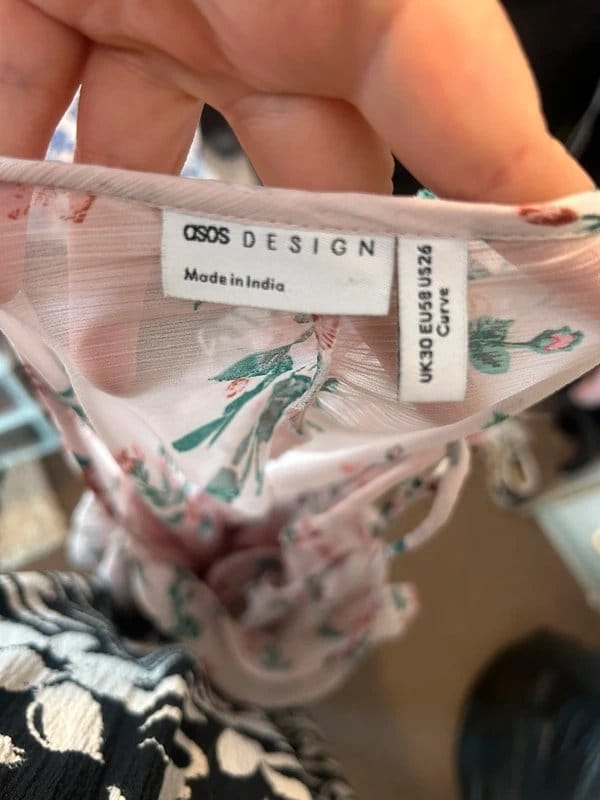 asos DESIGN
Made in India
UK30 EU58 US26
Curve